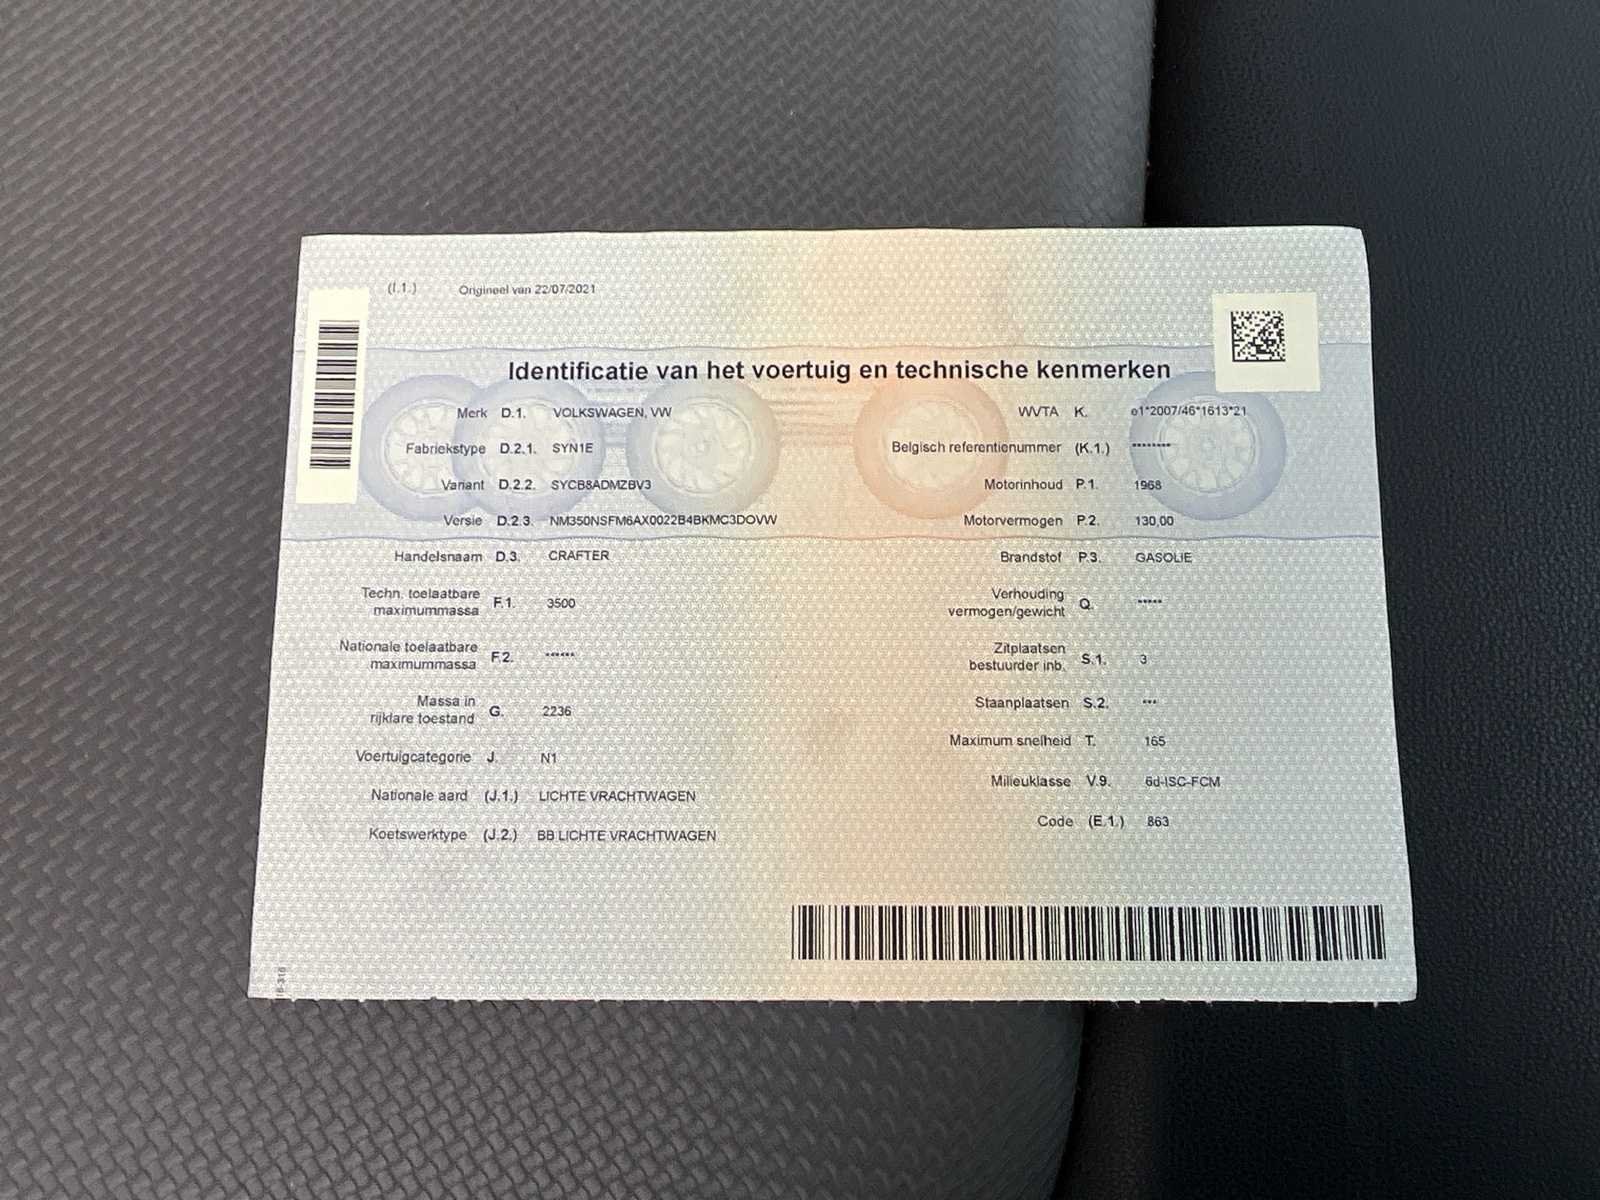 (I.1.) Origineel van 22/07/2021
Identificatie van het voertuig en technische kenmerken
Merk D.1. VOLKSWAGEN, VW
Fabriekstype D.2.1. SYN1E
Variant D.2.2. SYCB8ADMZBV3
Versie D.2.3. NM350NSFM6AX0022B4BKMC3DOVW
Handelsnaam D.3. CRAFTER
Techn. toelaatbare
maximummassa F.1. 3500
Nationale toelaatbare
maximummassa F.2. ******
Massa in
rijklare toestand G. 2236
Voertuigcategorie J. N1
Nationale aard (J.1.) LICHTE VRACHTWAGEN
Koetswerktype (J.2.) BB LICHTE VRACHTWAGEN
WVTA K. e1*2007/46*1613*21
Belgisch referentienummer (K.1.) ********
Motorinhoud P.1. 1968
Motorvermogen P.2. 130,00
Brandstof P.3. GASOLIE
Verhouding
vermogen/gewicht Q. *****
Zitplaatsen
bestuurder inb. S.1. 3
Staanplaatsen S.2. ***
Maximum snelheid T. 165
Milieuklasse V.9. 6d-ISC-FCM
Code (E.1.) 863